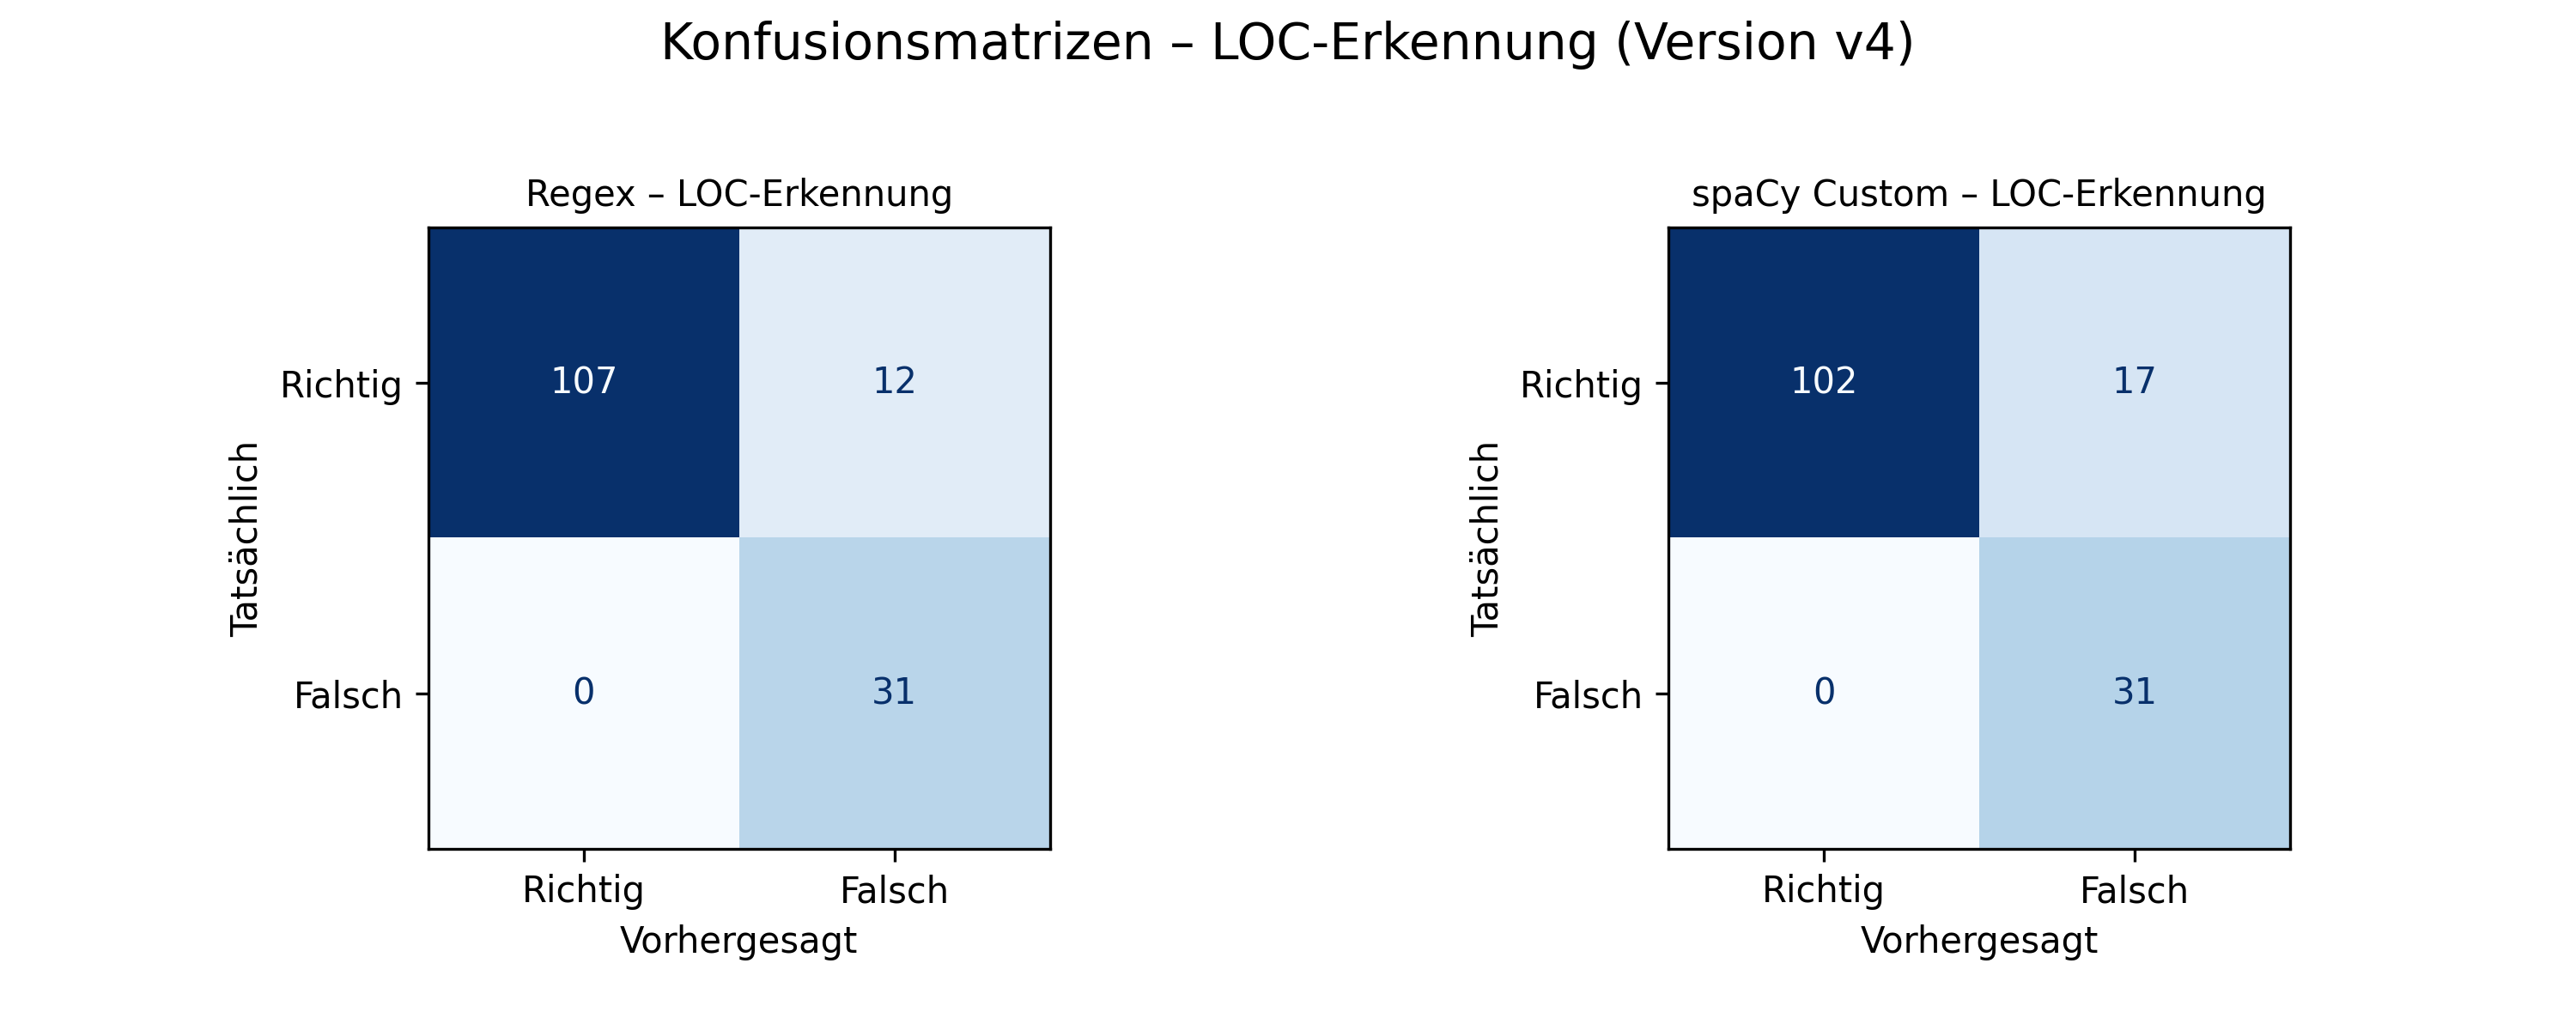 Konfusionsmatrizen – LOC-Erkennung (Version v4)
Regex – LOC-Erkennung
Tatsächlich
Richtig
107
12
Falsch
0
31
Richtig
Falsch
Vorhergesagt
spaCy Custom – LOC-Erkennung
Tatsächlich
Richtig
102
17
Falsch
0
31
Richtig
Falsch
Vorhergesagt